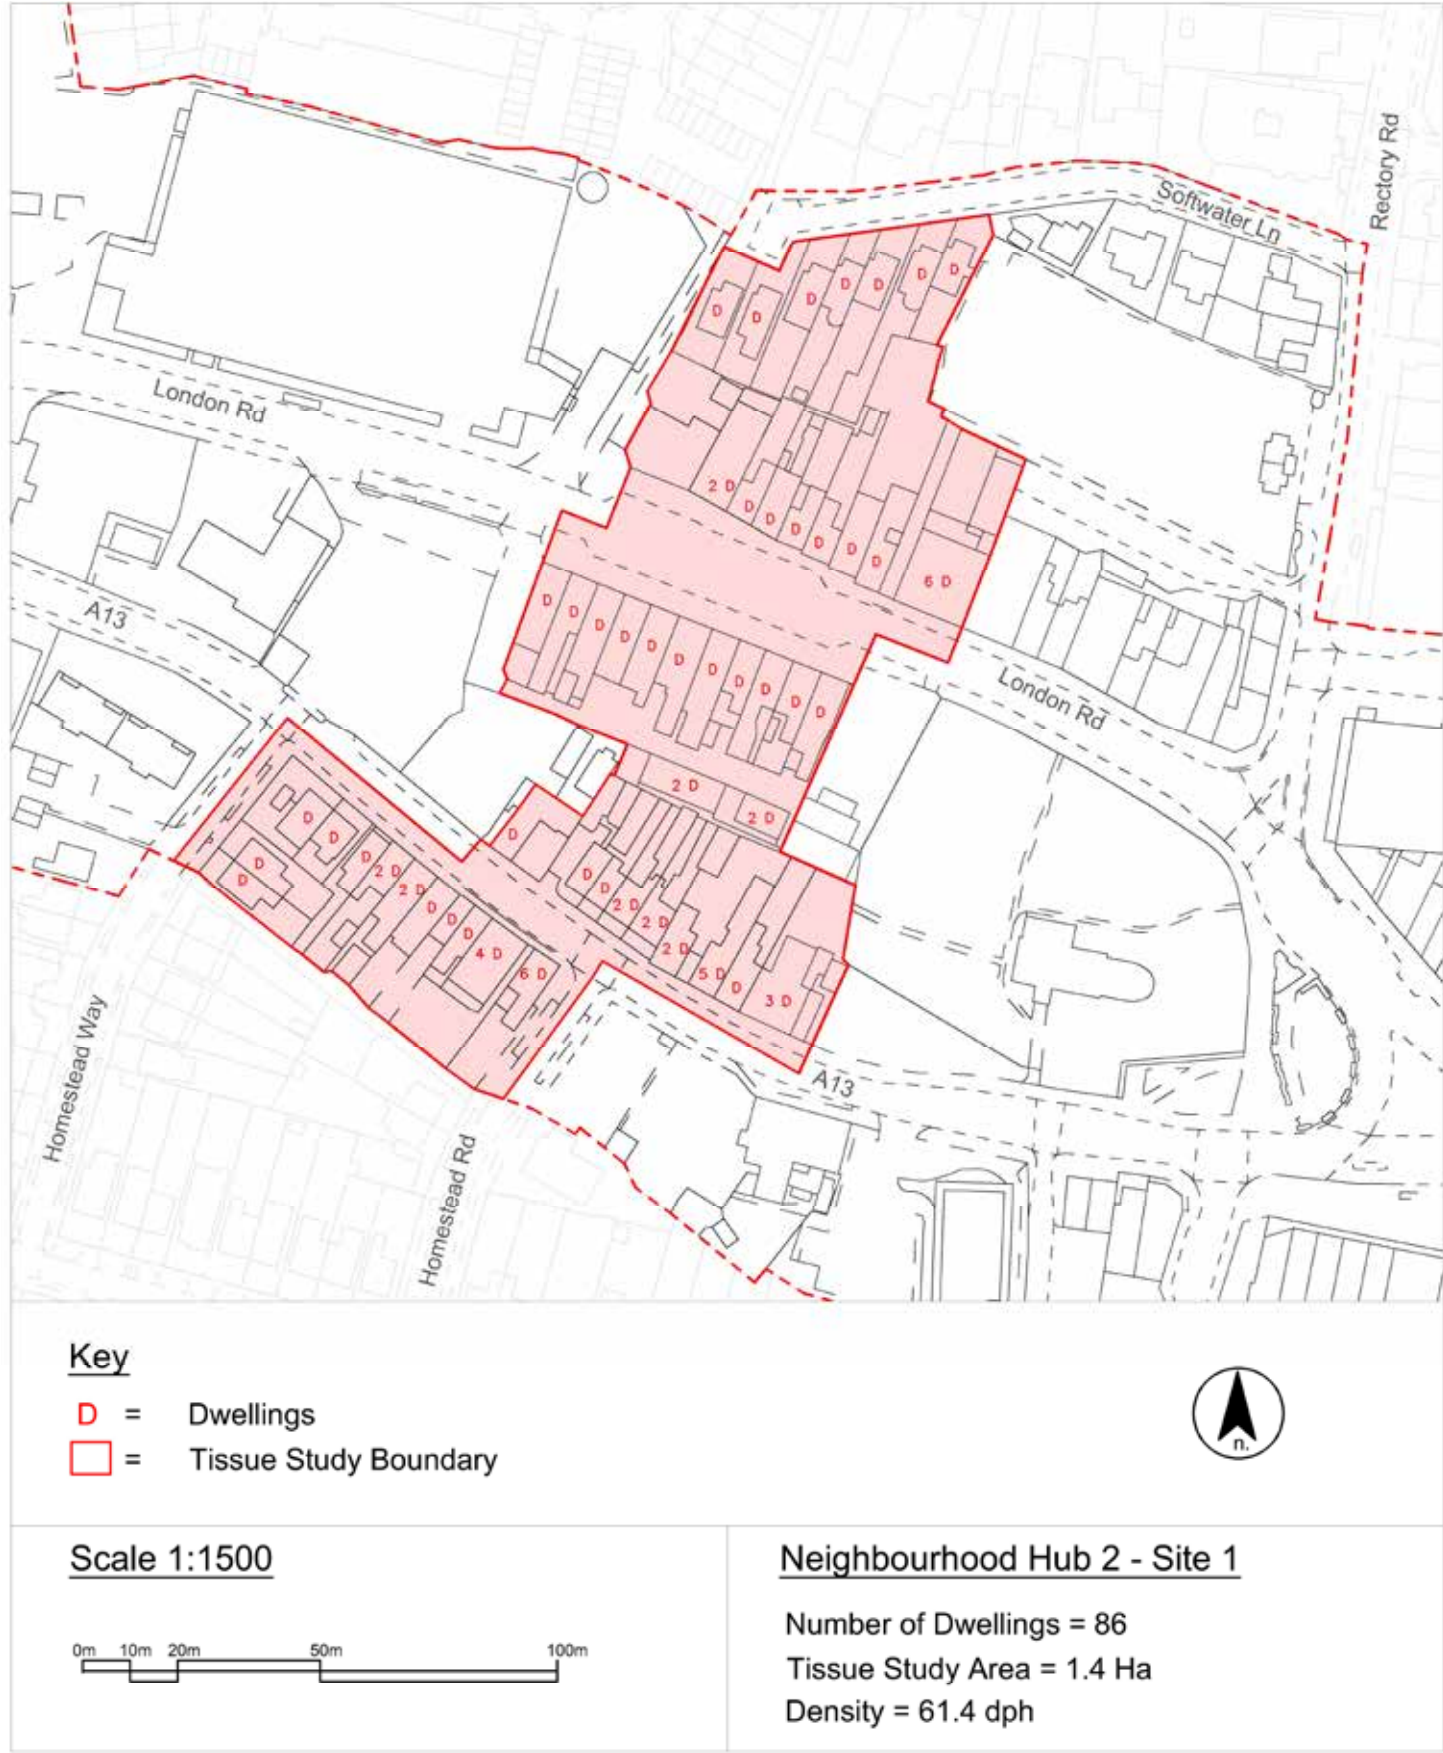 Rectory Rd
Softwater Ln
D D D D D D D
London Rd
2 D D D D D D D
6 D
A13
D D D D D D D D D D D
London Rd
2 D
2 D
D
D D 2 D 2 D 2 D 5 D D 3 D
D D D 2 D 2 D D D D 4 D 6 D
D D
A13
Homestead Way
Homestead Rd
Key
D = Dwellings
= Tissue Study Boundary
n.
Scale 1:1500
0m 10m 20m 50m 100m
Neighbourhood Hub 2 - Site 1
Number of Dwellings = 86
Tissue Study Area = 1.4 Ha
Density = 61.4 dph